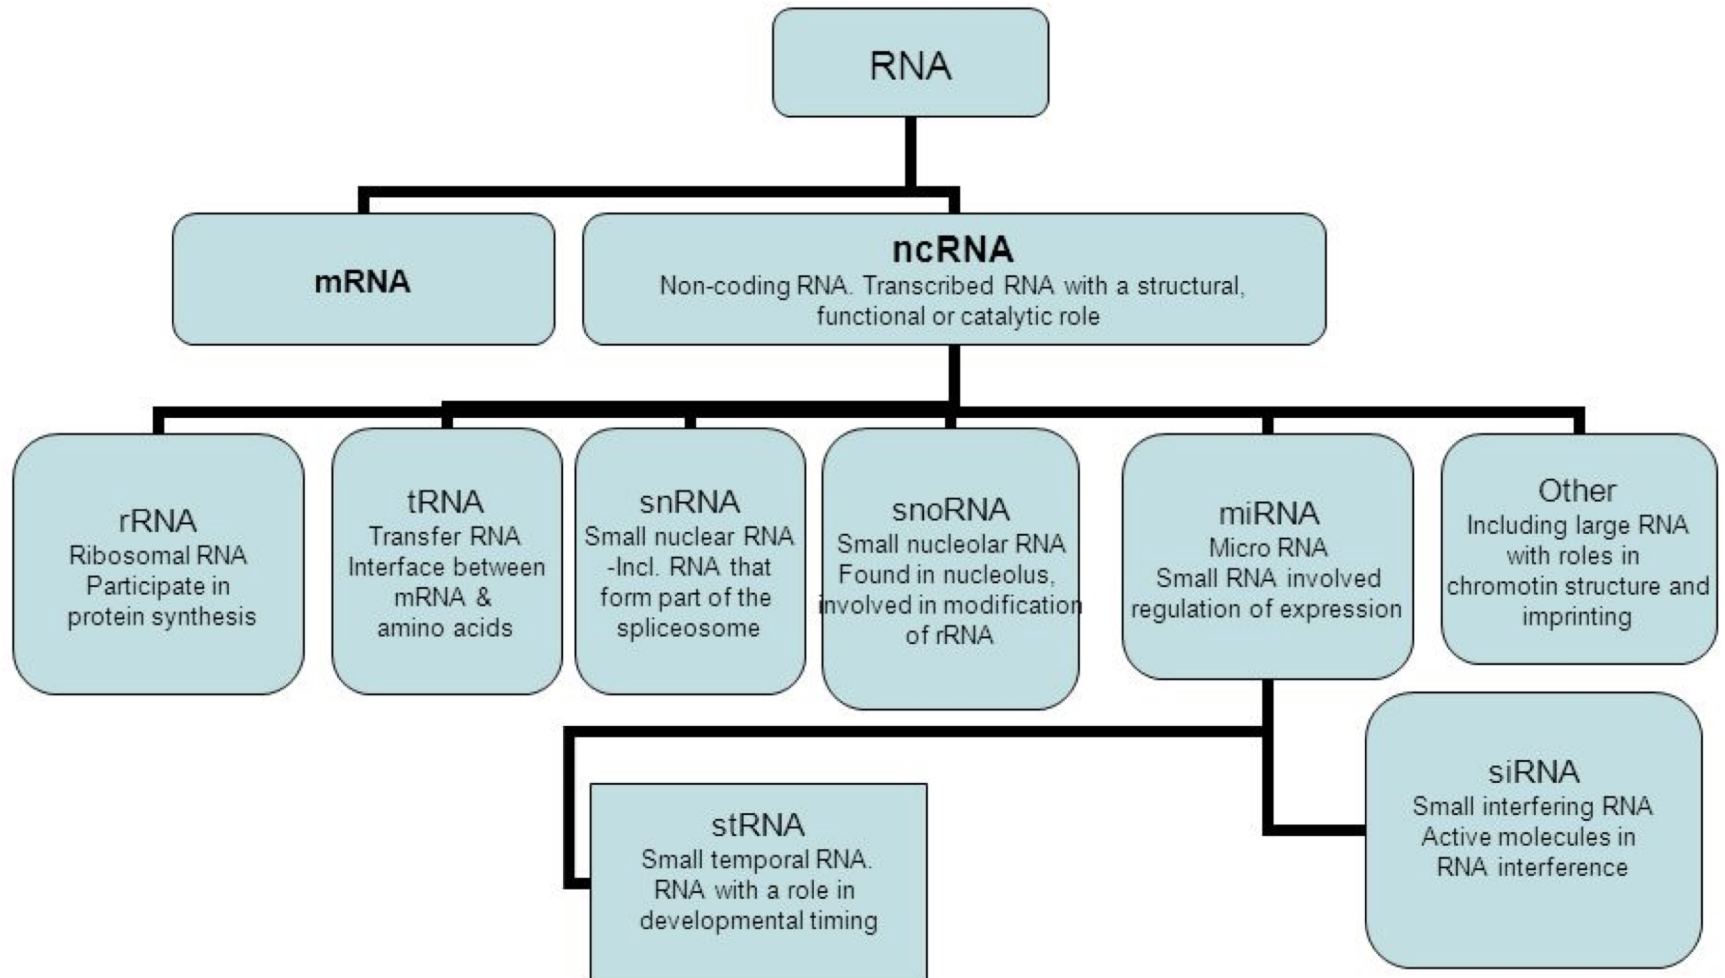 RNA
mRNA
ncRNA
Non-coding RNA. Transcribed RNA with a structural,
functional or catalytic role
rRNA
Ribosomal RNA
Participate in
protein synthesis
tRNA
Transfer RNA
Interface between
mRNA &
amino acids
snRNA
Small nuclear RNA
-Incl. RNA that
form part of the
spliceosome
snoRNA
Small nucleolar RNA
Found in nucleolus,
involved in modification
of rRNA
miRNA
Micro RNA
Small RNA involved
regulation of expression
Other
Including large RNA
with roles in
chromotin structure and
imprinting
stRNA
Small temporal RNA.
RNA with a role in
developmental timing
siRNA
Small interfering RNA
Active molecules in
RNA interference